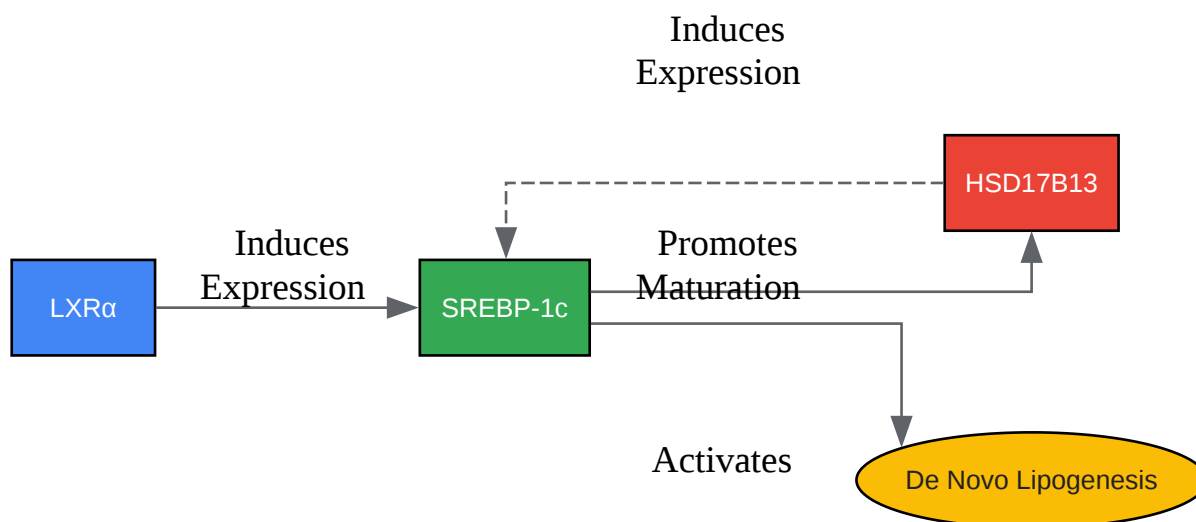 Induces
Expression
HSD17B13
Induces
Expression
Promotes
Maturation
LXRα
SREBP-1c
Activates
De Novo Lipogenesis